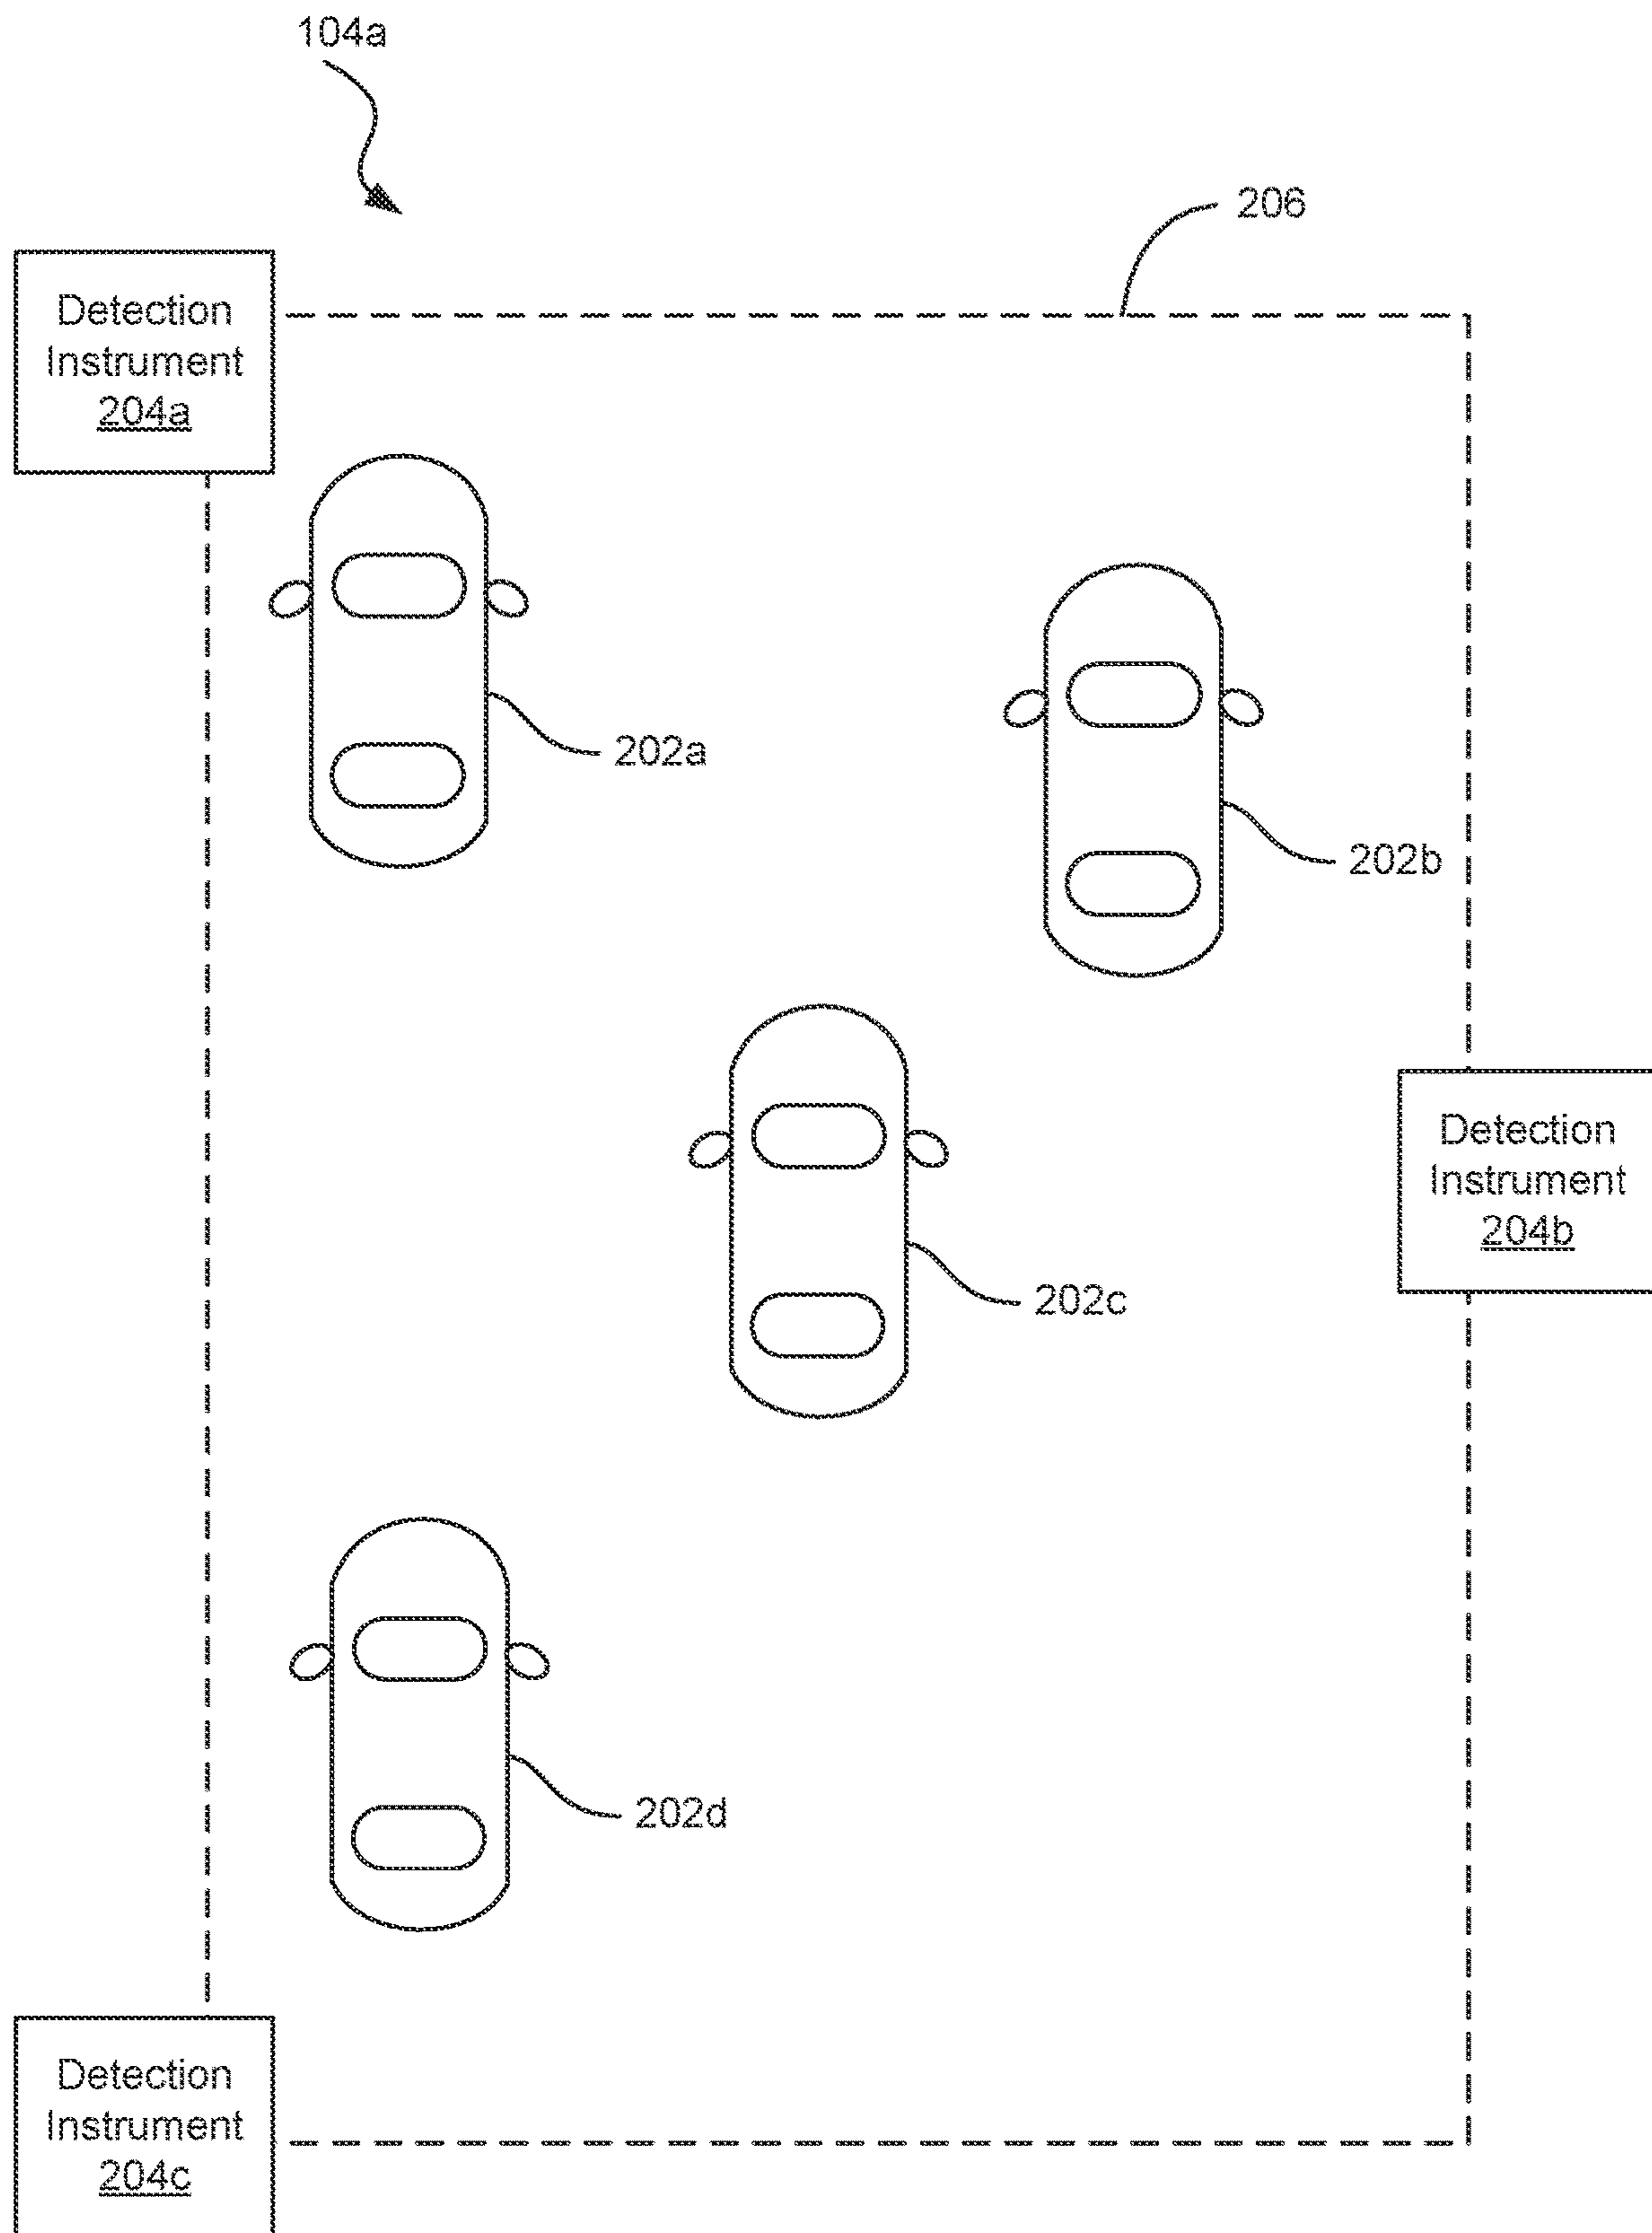 104a
206
Detection
Instrument
204a
202a
202b
Detection
Instrument
204b
202c
202d
Detection
Instrument
204c